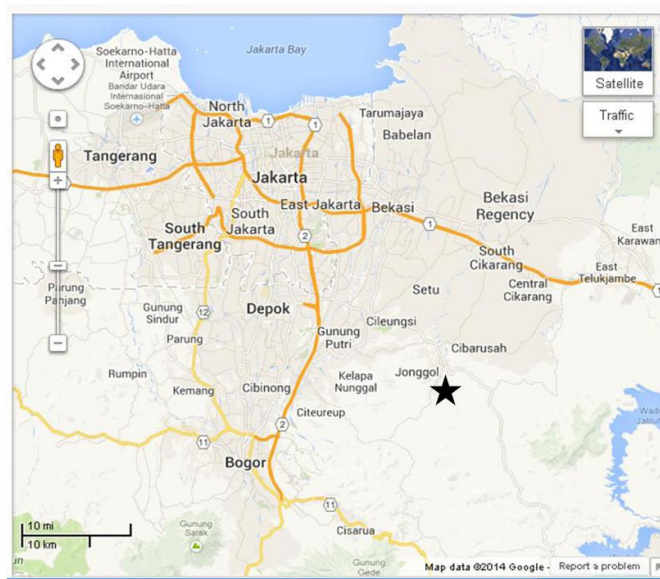 Jakarta Bay
Soekarno-Hatta
International
Airport
Bandar Udara
Internasional
Soekarno-Hatta
Satellite
Traffic
North
Jakarta
1
1
Tarumajaya
Babelan
Tangerang
Jakarta
Jakarta
East Jakarta
Bekasi
Bekasi
Regency
1
South
Tangerang
South
Jakarta
2
South
Cikarang
East
Karawan
East
Telukjambe
Central
Cikarang
1
Parung
Panjang
Setu
Gunung
Sindur
12
Depok
Cileungsi
Gunung
Putri
Parung
Cibarusah
Rumpin
Kemang
Cibinong
Kelapa
Nunggal
Jonggol
Citeureup
2
11
Bogor
11
10 mi
10 km
Gunung
Salak
Cisarua
Gunung
Gede
Map data ©2014 Google - Report a problem